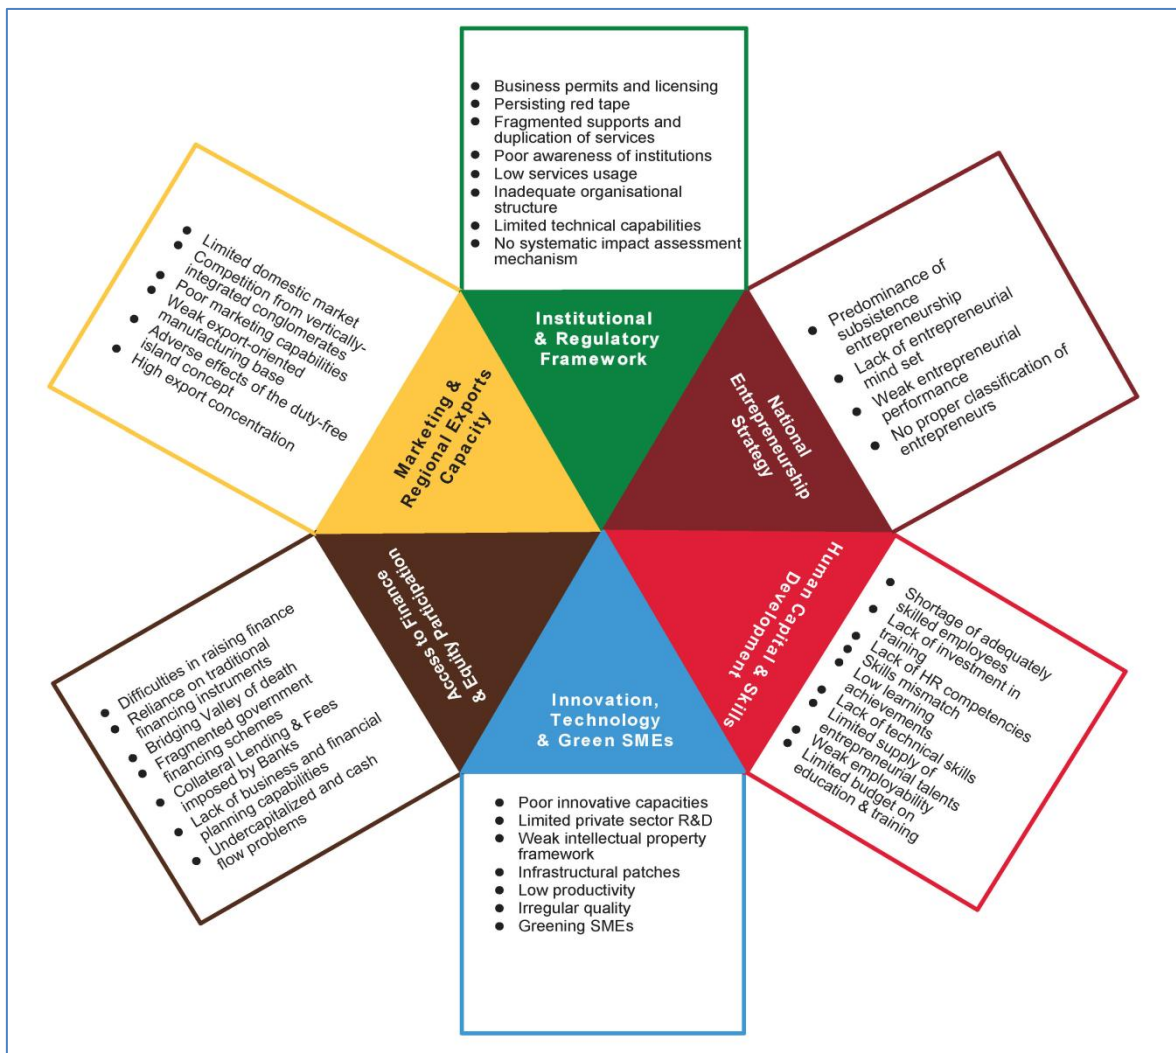 ● Business permits and licensing
● Persisting red tape
● Fragmented supports and
duplication of services
● Poor awareness of institutions
● Low services usage
● Inadequate organisational
structure
● Limited technical capabilities
● No systematic impact assessment
mechanism
Institutional
& Regulatory
Framework
● Predominance of
subsistence
entrepreneurship
● Lack of entrepreneurial
mind set
● Weak entrepreneurial
performance
● No proper classification of
entrepreneurs
National
Entrepreneurship
Strategy
● Shortage of adequately
skilled employees
● Lack of investment in
training
● Lack of HR competencies
● Skills mismatch
● Low learning
achievements
● Lack of technical skills
● Limited supply of
entrepreneurial talents
● Weak employability
● Limited budget on
education & training
Human Capital & Skills
Development
Innovation,
Technology
& Green SMEs
● Poor innovative capacities
● Limited private sector R&D
● Weak intellectual property
framework
● Infrastructural patches
● Low productivity
● Irregular quality
● Greening SMEs
Access to Finance
& Equity Participation
● Difficulties in raising finance
● Reliance on traditional
financing instruments
● Bridging Valley of death
● Fragmented government
financing schemes
● Collateral Lending & Fees
imposed by Banks
● Lack of business and financial
planning capabilities
● Undercapitalized and cash
flow problems
Marketing &
Regional Exports
Capacity
● Limited domestic market
● Competition from vertically-
integrated conglomerates
● Poor marketing capabilities
● Weak export-oriented
manufacturing base
● Adverse effects of the duty-free
island concept
● High export concentration